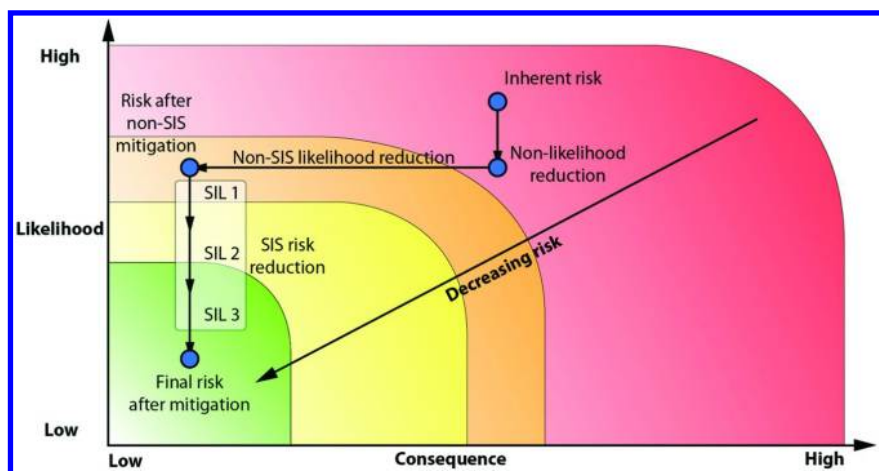 High
Inherent risk
Risk after
non-SIS
mitigation
Non-SIS likelihood reduction
Non-likelihood
reduction
SIL 1
Likelihood
SIL 2
SIS risk
reduction
Decreasing risk
SIL 3
Final risk
after mitigation
Low
Low
Consequence
High